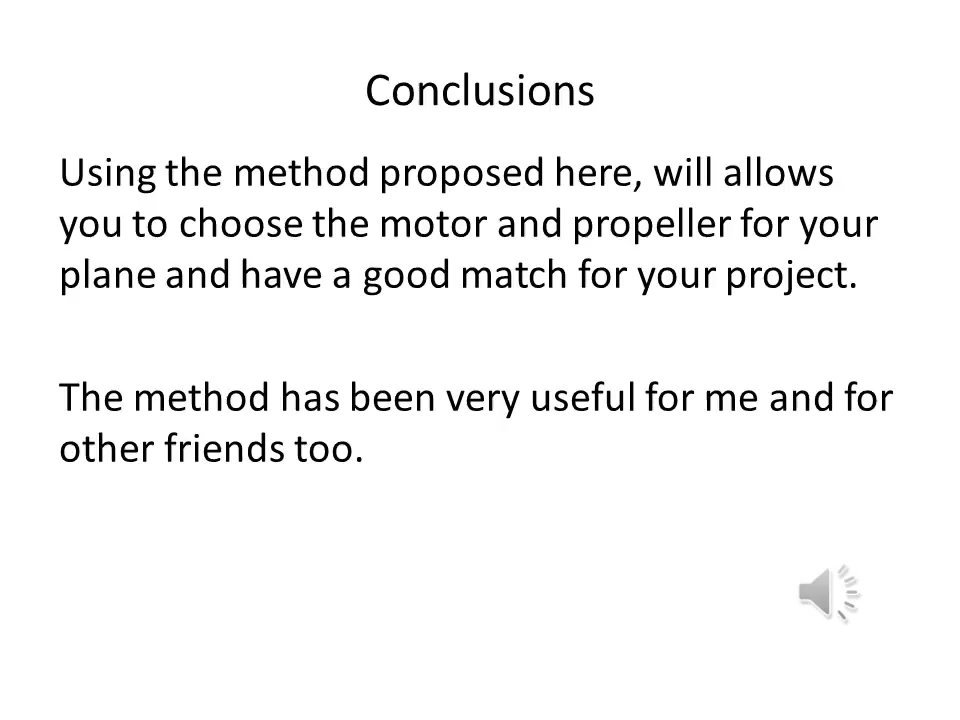 Conclusions
Using the method proposed here, will allows
you to choose the motor and propeller for your
plane and have a good match for your project.
The method has been very useful for me and for
other friends too.